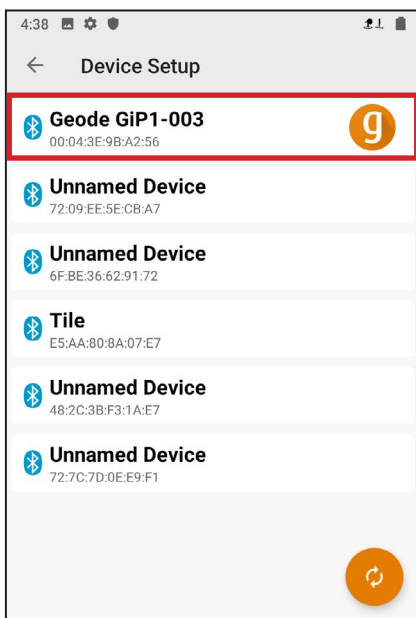 4:38
Device Setup
Geode GiP1-003
00:04:3E:9B:A2:56
g
Unnamed Device
72:09:EE:5E:CB:A7
Unnamed Device
6F:BE:36:62:91:72
Tile
E5:AA:80:8A:07:E7
Unnamed Device
48:2C:3B:F3:1A:E7
Unnamed Device
72:7C:7D:0E:E9:F1